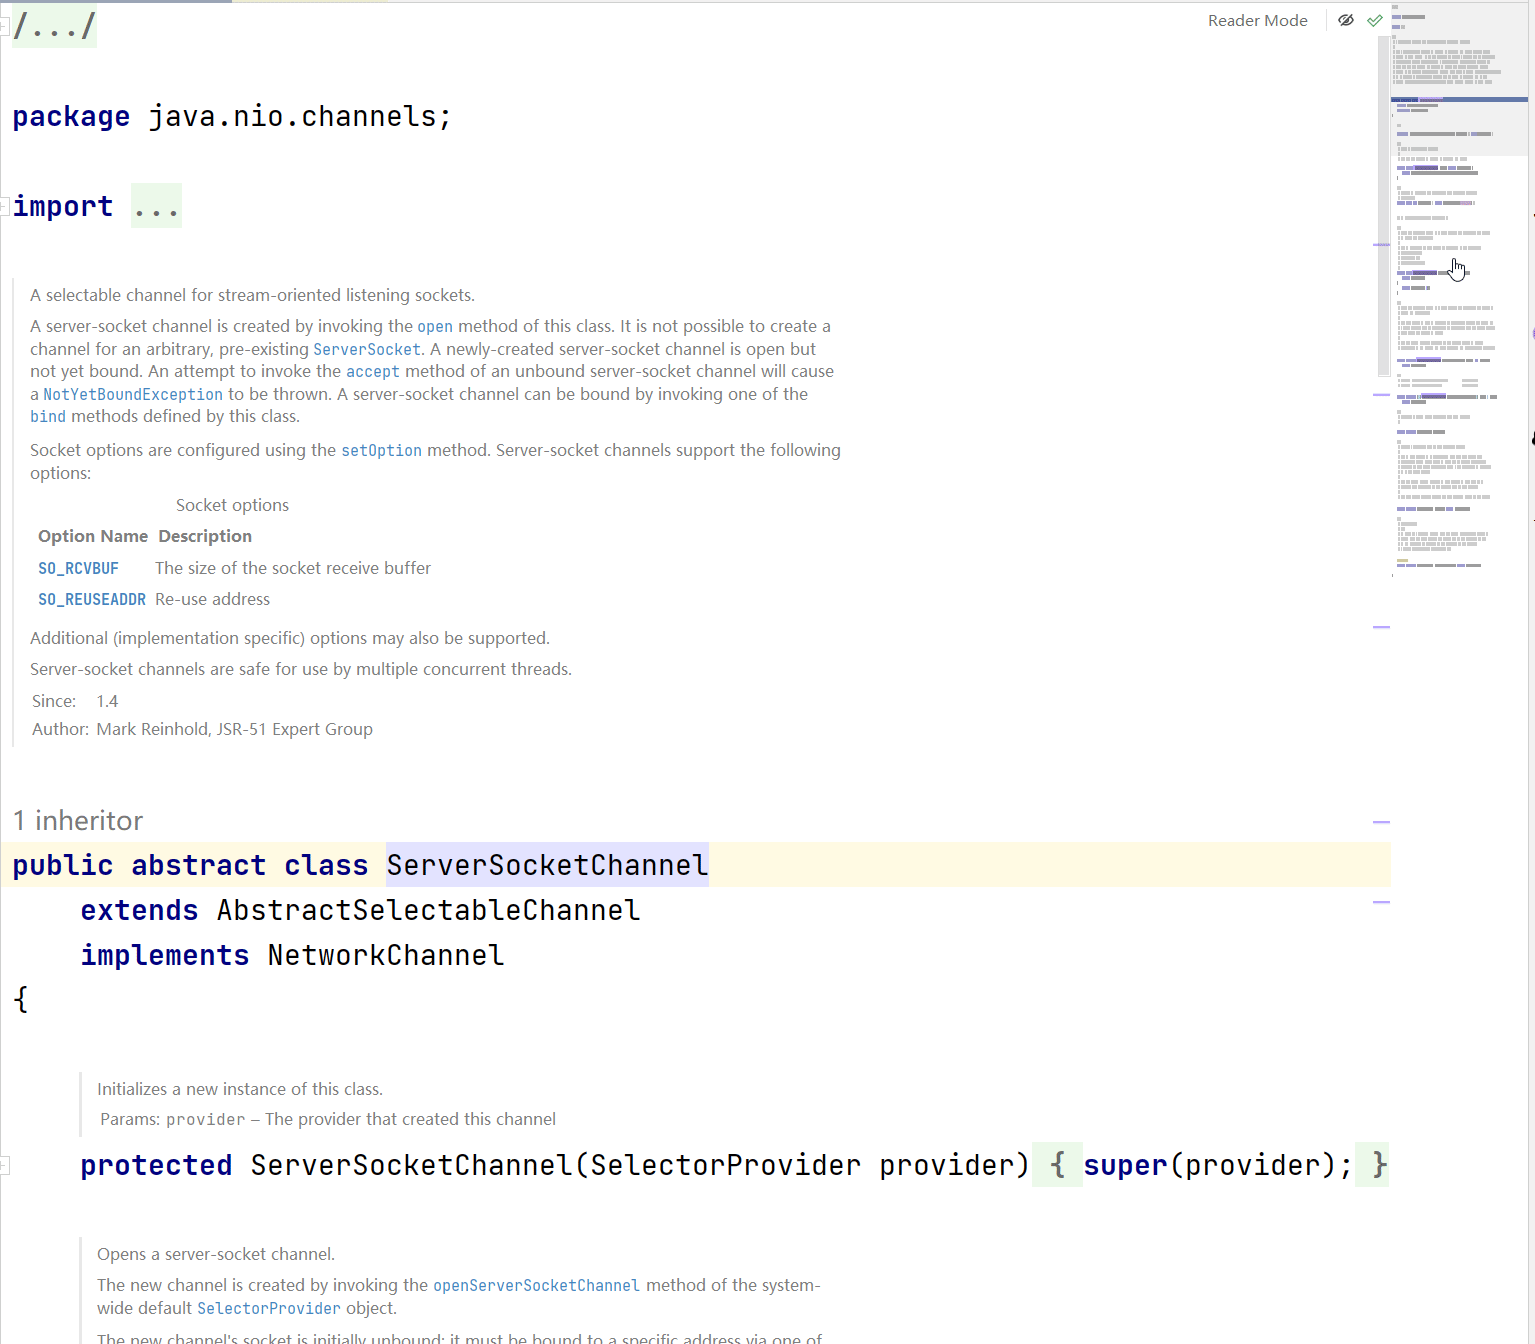 /.../
Reader Mode
package java.nio.channels;
import ...
A selectable channel for stream-oriented listening sockets.
A server-socket channel is created by invoking the open method of this class. It is not possible to create a
channel for an arbitrary, pre-existing ServerSocket. A newly-created server-socket channel is open but
not yet bound. An attempt to invoke the accept method of an unbound server-socket channel will cause
a NotYetBoundException to be thrown. A server-socket channel can be bound by invoking one of the
bind methods defined by this class.
Socket options are configured using the setOption method. Server-socket channels support the following
options:
Socket options
Option Name Description
SO_RCVBUF The size of the socket receive buffer
SO_REUSEADDR Re-use address
Additional (implementation specific) options may also be supported.
Server-socket channels are safe for use by multiple concurrent threads.
Since: 1.4
Author: Mark Reinhold, JSR-51 Expert Group
1 inheritor
public abstract class ServerSocketChannel
extends AbstractSelectableChannel
implements NetworkChannel
{
Initializes a new instance of this class.
Params: provider – The provider that created this channel
protected ServerSocketChannel(SelectorProvider provider) { super(provider); }
Opens a server-socket channel.
The new channel is created by invoking the openServerSocketChannel method of the system-
wide default SelectorProvider object.
The new channel's socket is initially unbound; it must be bound to a specific address via one of